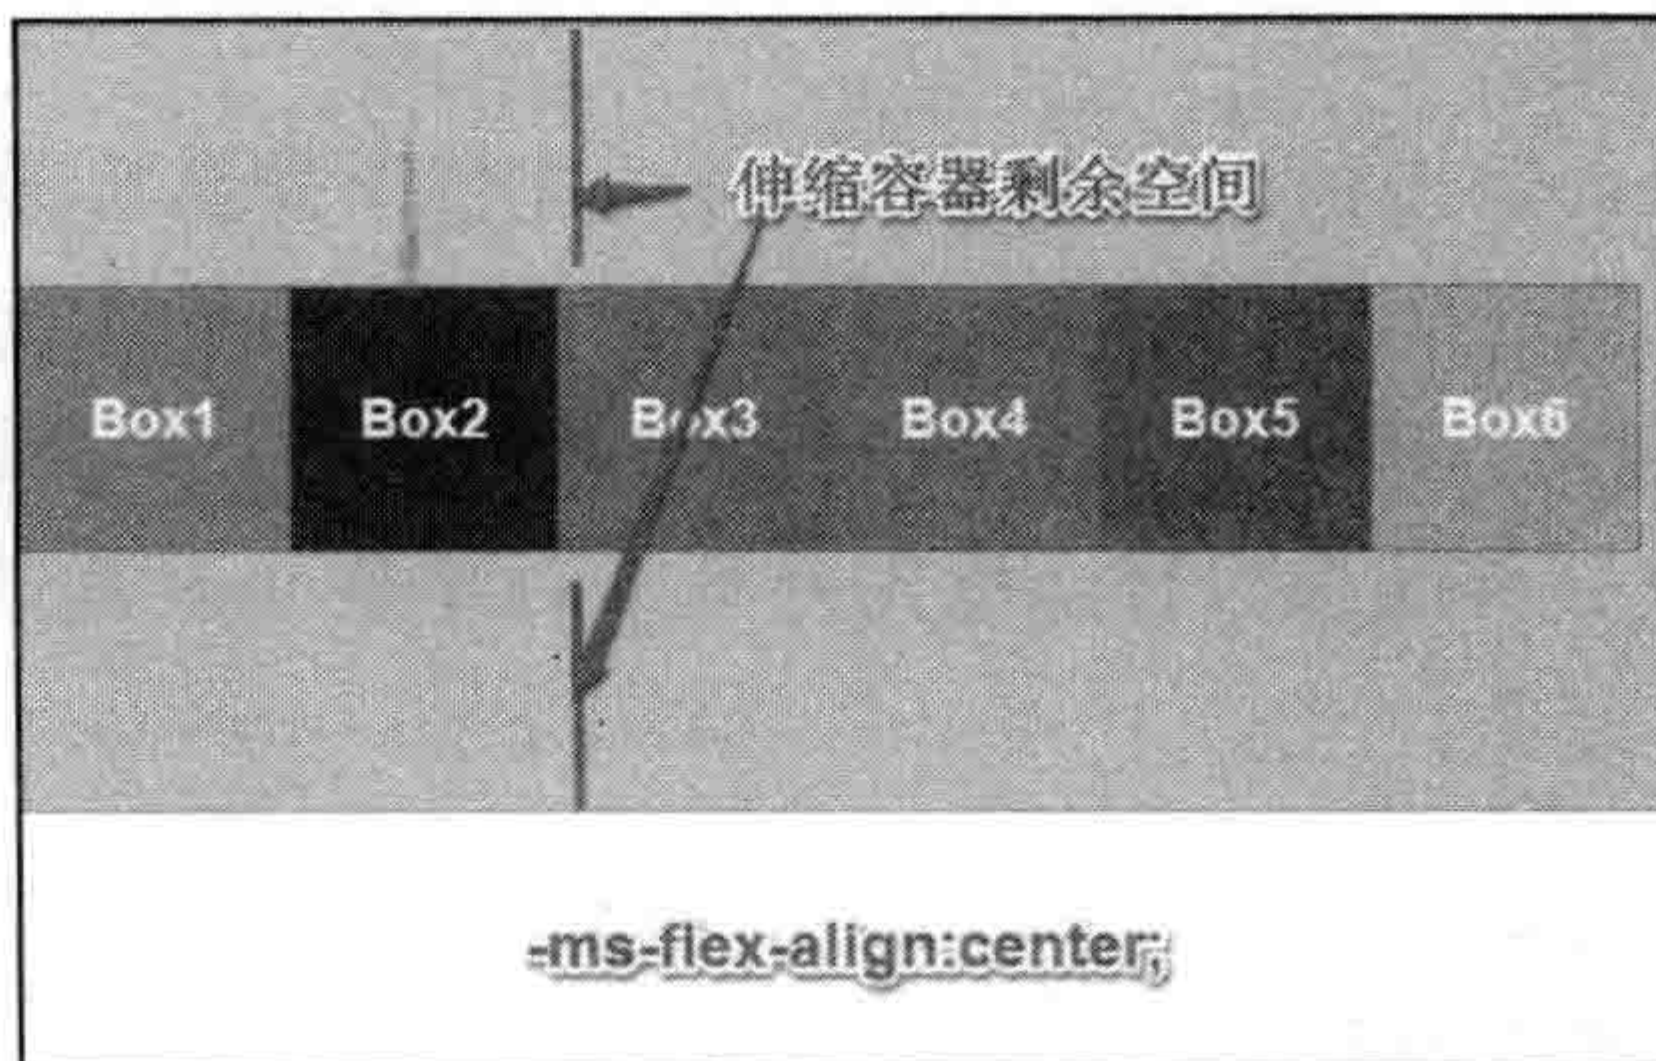 伸缩容器剩余空间
Box1 Box2 Box3 Box4 Box5 Box6
-ms-flex-align:center;